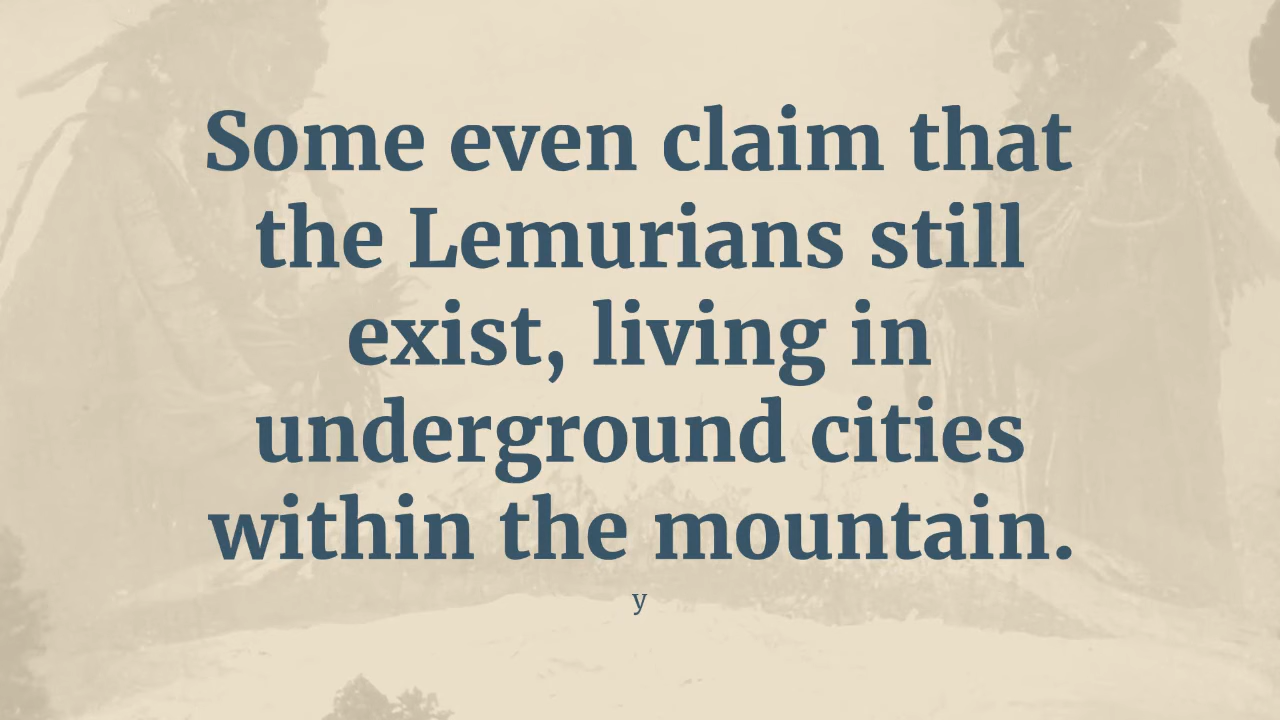 Some even claim that
the Lemurians still
exist, living in
underground cities
within the mountain.
y